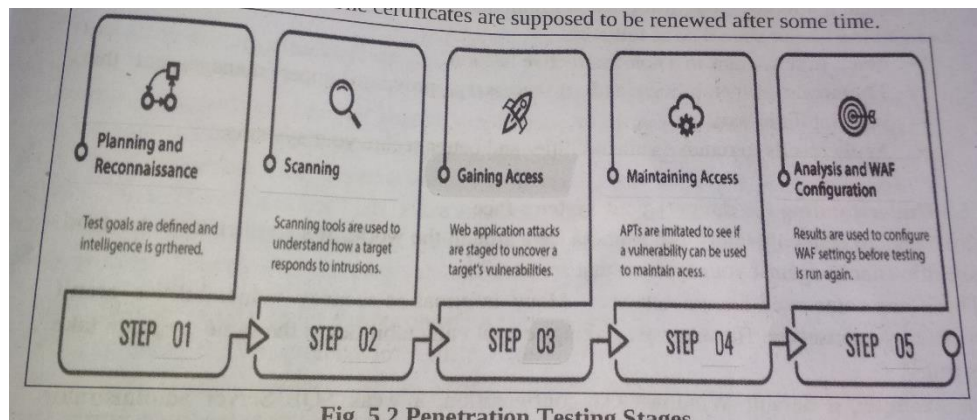 certificates are supposed to be renewed after some time.
Planning and
Reconnaissance
Test goals are defined and
intelligence is grthered.
STEP 01
Scanning
Scanning tools are used to
understand how a target
responds to intrusions.
STEP 02
Gaining Access
Web application attacks
are staged to uncover a
target's vulnerabilities.
STEP 03
Maintaining Access
APTs are imitated to see if
a vulnerability can be used
to maintain acess.
STEP 04
Analysis and WAF
Configuration
Results are used to configure
WAF settings before testing
is run again.
STEP 05
Fig. 5.2 Penetration Testing Stages